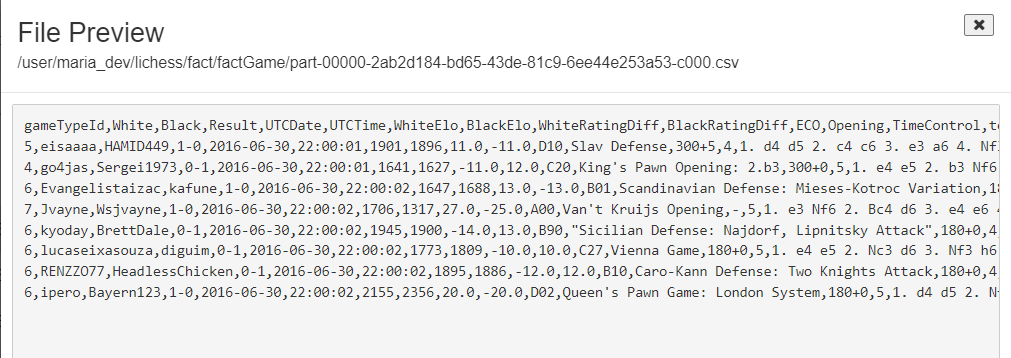 File Preview
/user/maria_dev/lichess/fact/factGame/part-00000-2ab2d184-bd65-43de-81c9-6ee44e253a53-c000.csv
gameTypeId,White,Black,Result,UTCDate,UTCTime,WhiteElo,BlackElo,WhiteRatingDiff,BlackRatingDiff,ECO,Opening,TimeControl,
5,eisaaaa,HAMID449,1-0,2016-06-30,22:00:01,1901,1896,11.0,-11.0,D10,Slav Defense,300+5,4,1. d4 d5 2. c4 c6 3. e3 a6 4.
4,go4jas,Sergei1973,0-1,2016-06-30,22:00:01,1641,1627,-11.0,12.0,C20,King's Pawn Opening: 2.b3,300+0,5,1. e4 e5 2. b3 Nf6
6,Evangelistaizac,kafune,1-0,2016-06-30,22:00:02,1647,1688,13.0,-13.0,B01,Scandinavian Defense: Mieses-Kotroc Variation,
7,Jvayne,Wsjvayne,1-0,2016-06-30,22:00:02,1706,1317,27.0,-25.0,A00,Van't Kruijs Opening,-,5,1. e3 Nf6 2. Bc4 d6 3. e4 e6
6,kyoday,BrettDale,0-1,2016-06-30,22:00:02,1945,1900,-14.0,13.0,B90,"Sicilian Defense: Najdorf, Lipnitsky Attack",180+0,4
6,lucaseixasouza,diguim,0-1,2016-06-30,22:00:02,1773,1809,-10.0,10.0,C27,Vienna Game,180+0,5,1. e4 e5 2. Nc3 d6 3. Nf3 h6
6,RENZZO77,HeadlessChicken,0-1,2016-06-30,22:00:02,1895,1886,-12.0,12.0,B10,Caro-Kann Defense: Two Knights Attack,180+0,4
6,ipero,Bayern123,1-0,2016-06-30,22:00:02,2155,2356,20.0,-20.0,D02,Queen's Pawn Game: London System,180+0,5,1. d4 d5 2.